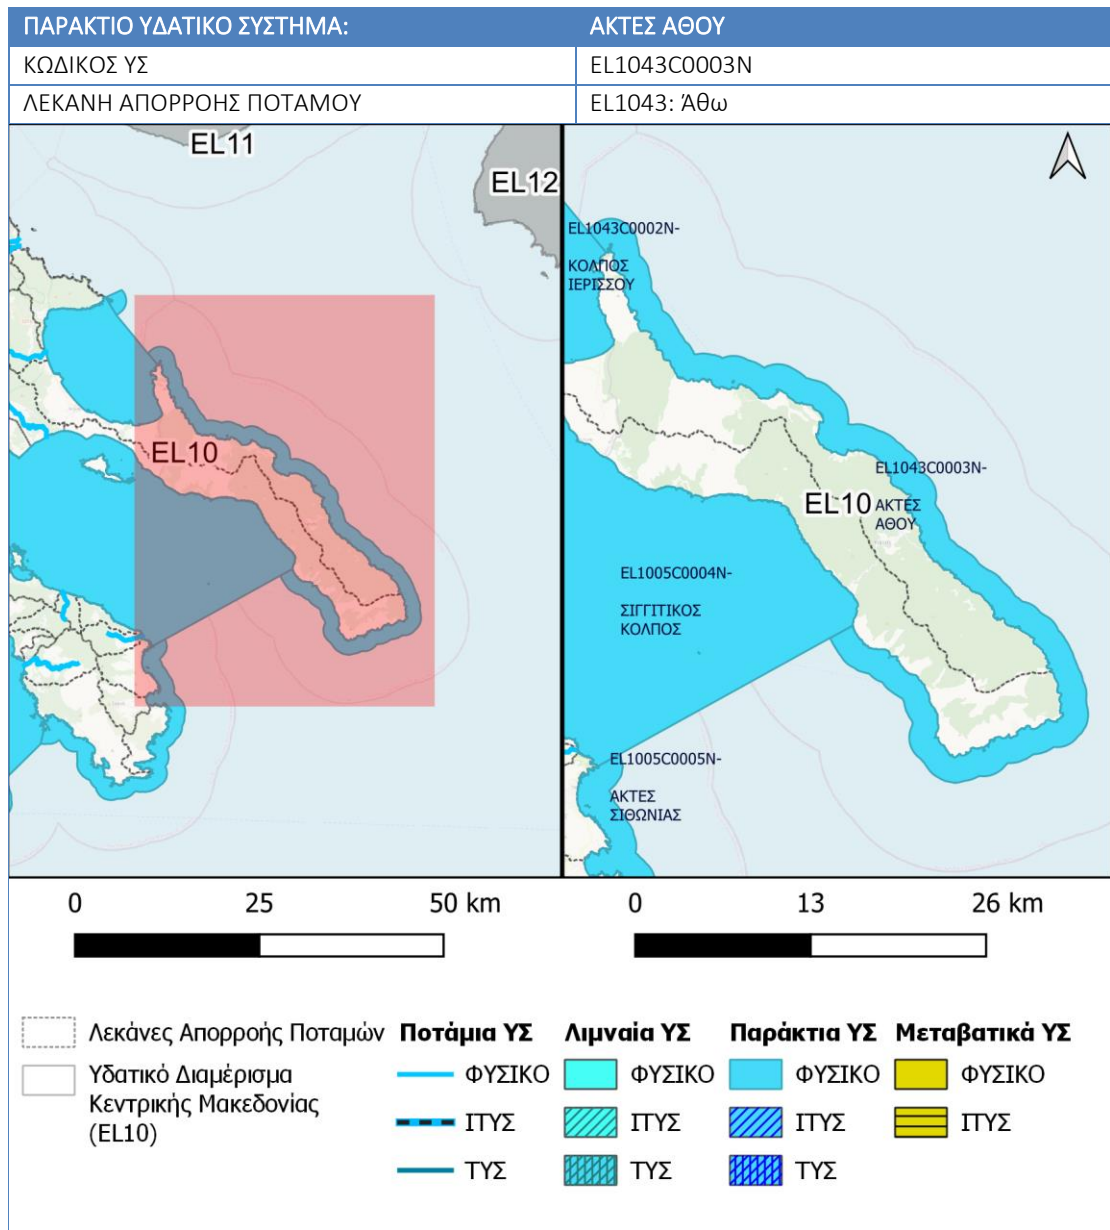 ΠΑΡΑΚΤΙΟ ΥΔΑΤΙΚΟ ΣΥΣΤΗΜΑ: ΑΚΤΕΣ ΑΘΟΥ
ΚΩΔΙΚΟΣ ΥΣ EL1043C0003N
ΛΕΚΑΝΗ ΑΠΟΡΡΟΗΣ ΠΟΤΑΜΟΥ EL1043: Άθω
EL11
EL12
EL10
EL1043C0002N-
ΚΟΛΠΟΣ
ΙΕΡΙΣΣΟΥ
EL1043C0003N-
EL10
ΑΚΤΕΣ
ΑΘΟΥ
EL1005C0004N-
ΣΙΓΓΙΤΙΚΟΣ
ΚΟΛΠΟΣ
EL1005C0005N-
ΑΚΤΕΣ
ΣΙΘΩΝΙΑΣ
0 25 50 km
0 13 26 km
Λεκάνες Απορροής Ποταμών
Υδατικό Διαμέρισμα
Κεντρικής Μακεδονίας
(EL10)
Ποτάμια ΥΣ
ΦΥΣΙΚΟ
ΙΤΥΣ
ΤΥΣ
Λιμναία ΥΣ
ΦΥΣΙΚΟ
ΙΤΥΣ
ΤΥΣ
Παράκτια ΥΣ
ΦΥΣΙΚΟ
ΙΤΥΣ
ΤΥΣ
Μεταβατικά ΥΣ
ΦΥΣΙΚΟ
ΙΤΥΣ